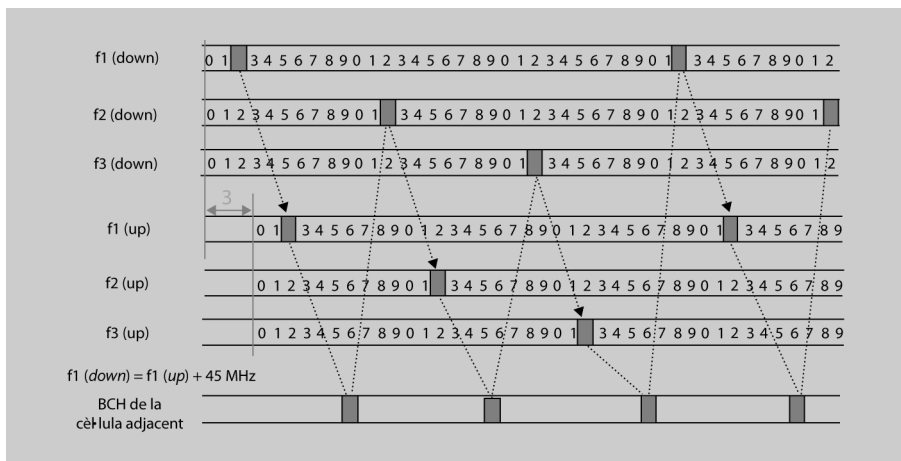 f1 (down) 0 1 3 4 5 6 7 8 9 0 1 2 3 4 5 6 7 8 9 0 1 2 3 4 5 6 7 8 9 0 1 3 4 5 6 7 8 9 0 1 2
f2 (down) 0 1 2 3 4 5 6 7 8 9 0 1 3 4 5 6 7 8 9 0 1 2 3 4 5 6 7 8 9 0 1 2 3 4 5 6 7 8 9 0 1
f3 (down) 0 1 2 3 4 5 6 7 8 9 0 1 2 3 4 5 6 7 8 9 0 1 3 4 5 6 7 8 9 0 1 2 3 4 5 6 7 8 9 0 1 2
3
f1 (up) 0 1 3 4 5 6 7 8 9 0 1 2 3 4 5 6 7 8 9 0 1 2 3 4 5 6 7 8 9 0 1 3 4 5 6 7 8 9
f2 (up) 0 1 2 3 4 5 6 7 8 9 0 1 3 4 5 6 7 8 9 0 1 2 3 4 5 6 7 8 9 0 1 2 3 4 5 6 7 8 9
f3 (up) 0 1 2 3 4 5 6 7 8 9 0 1 2 3 4 5 6 7 8 9 0 1 3 4 5 6 7 8 9 0 1 2 3 4 5 6 7 8 9
f1 (down) = f1 (up) + 45 MHz
BCH de la
cèl·lula adjacent